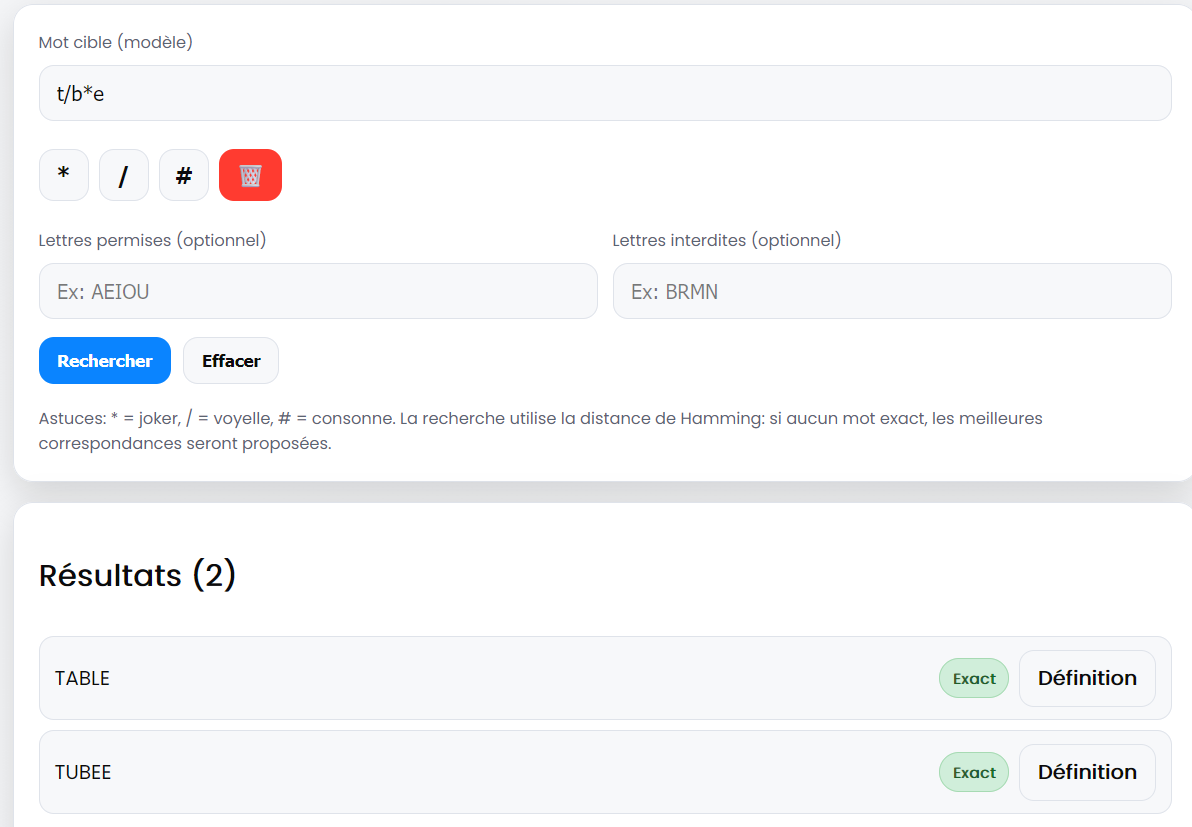 Mot cible (modèle)
t/b*e
* / #
Lettres permises (optionnel) Lettres interdites (optionnel)
Ex: AEIOU Ex: BRMN
Rechercher Effacer
Astuces: * = joker, / = voyelle, # = consonne. La recherche utilise la distance de Hamming: si aucun mot exact, les meilleures
correspondances seront proposées.
Résultats (2)
TABLE Exact Définition
TUBEE Exact Définition